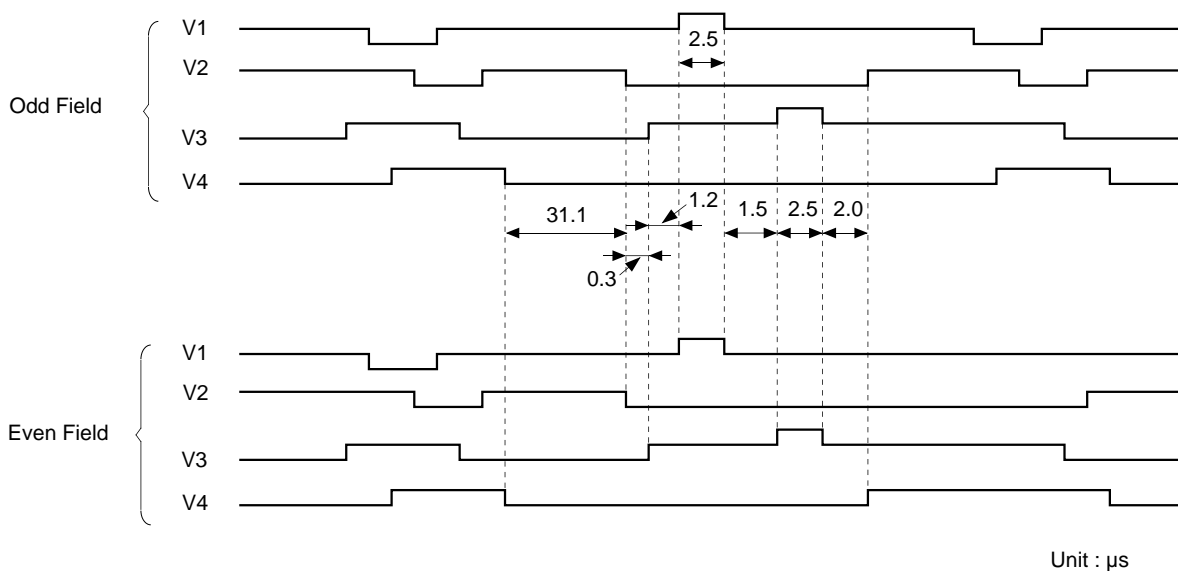 V1
2.5
V2
Odd Field
V3
V4
1.2
31.1
1.5
2.5
2.0
0.3
V1
V2
Even Field
V3
V4
Unit : μs